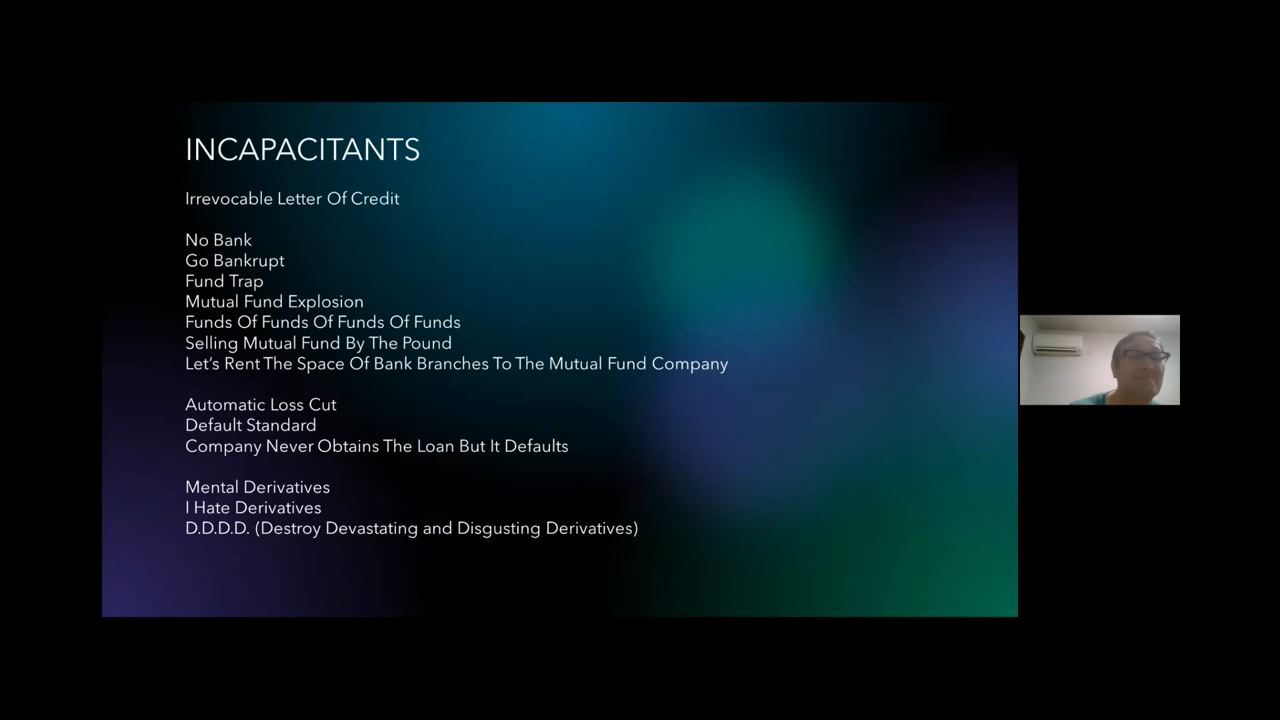 INCAPACITANTS
Irrevocable Letter Of Credit
No Bank
Go Bankrupt
Fund Trap
Mutual Fund Explosion
Funds Of Funds Of Funds Of Funds
Selling Mutual Fund By The Pound
Let’s Rent The Space Of Bank Branches To The Mutual Fund Company
Automatic Loss Cut
Default Standard
Company Never Obtains The Loan But It Defaults
Mental Derivatives
I Hate Derivatives
D.D.D.D. (Destroy Devastating and Disgusting Derivatives)